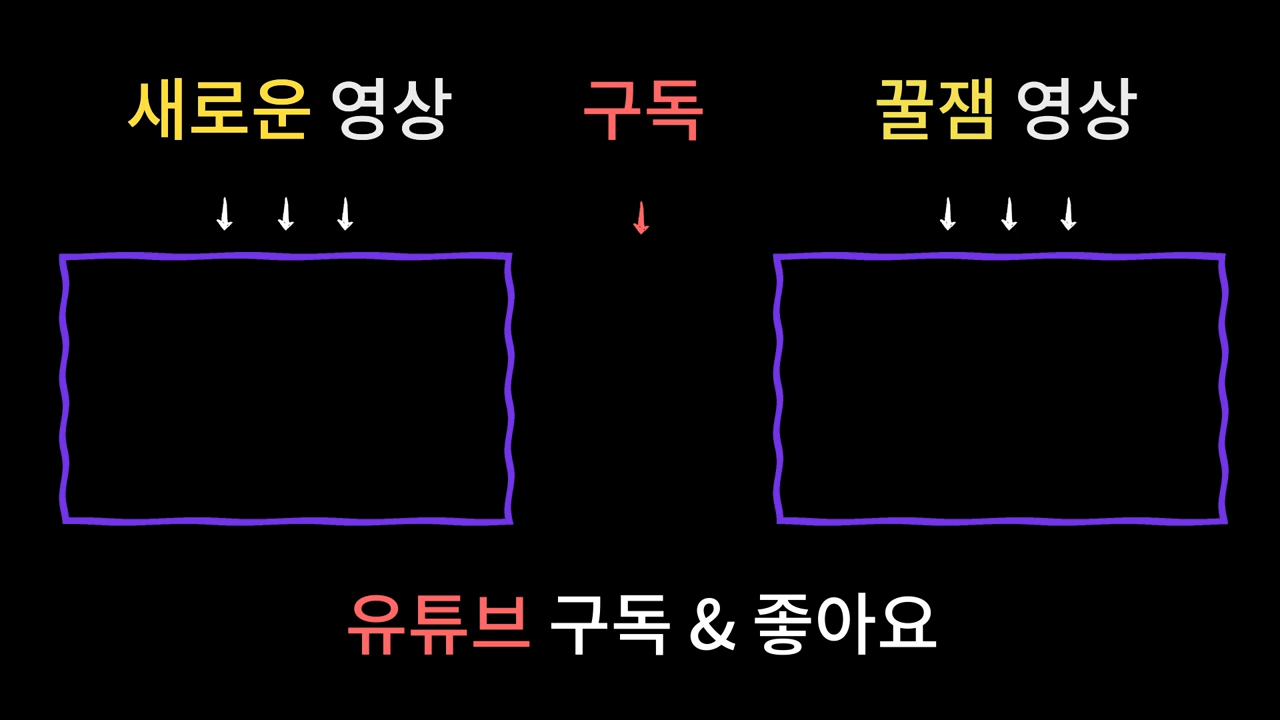 새로운 영상
구독
꿀잼 영상
유튜브 구독 & 좋아요